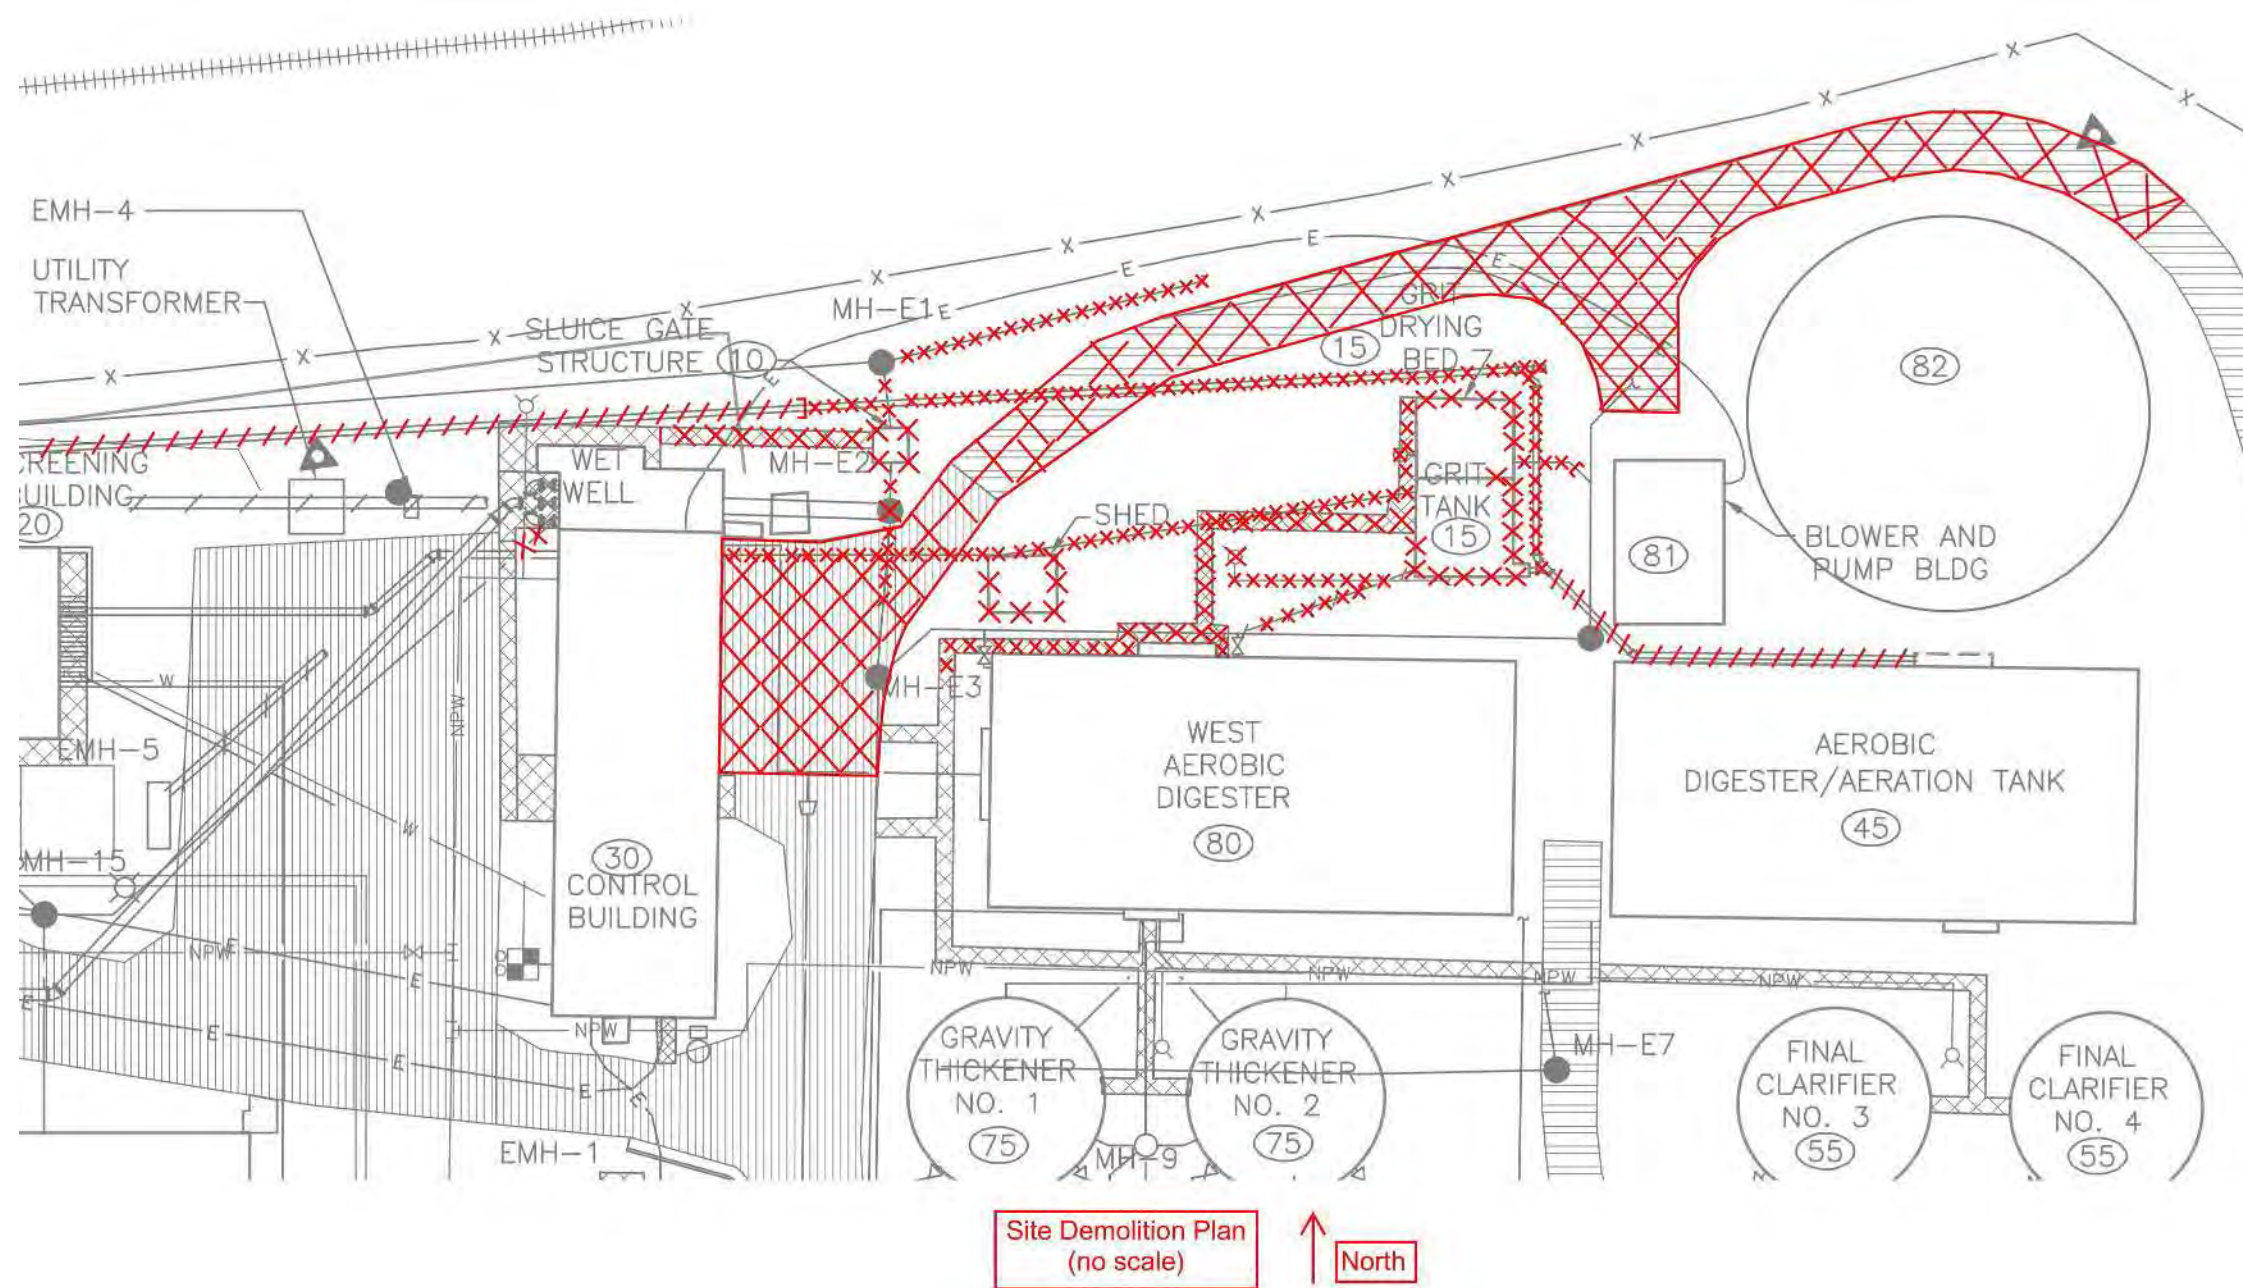 EMH-4
UTILITY
TRANSFORMER
SLUICE GATE
STRUCTURE 10
MH-E1
GRIT
DRYING
BED
15
82
CREENING
UILDING
20
WET
WELL
MH-E2
SHED
GRIT
TANK
15
81
BLOWER AND
PUMP BLDG
MH-E3
EMH-5
MH-15
30
CONTROL
BUILDING
WEST
AEROBIC
DIGESTER
80
AEROBIC
DIGESTER/AERATION TANK
45
X
X
X
X
X
X
X
X
X
X
X
X
E
E
E
E
E
W
W
NPW
NPW
E
E
E
E
E
E
E
NPW
NPW
NPW
NPW
NPW
GRAVITY
THICKENER
NO. 1
75
GRAVITY
THICKENER
NO. 2
75
MH-9
MH-E7
EMH-1
FINAL
CLARIFIER
NO. 3
55
FINAL
CLARIFIER
NO. 4
55
Site Demolition Plan
(no scale)
North